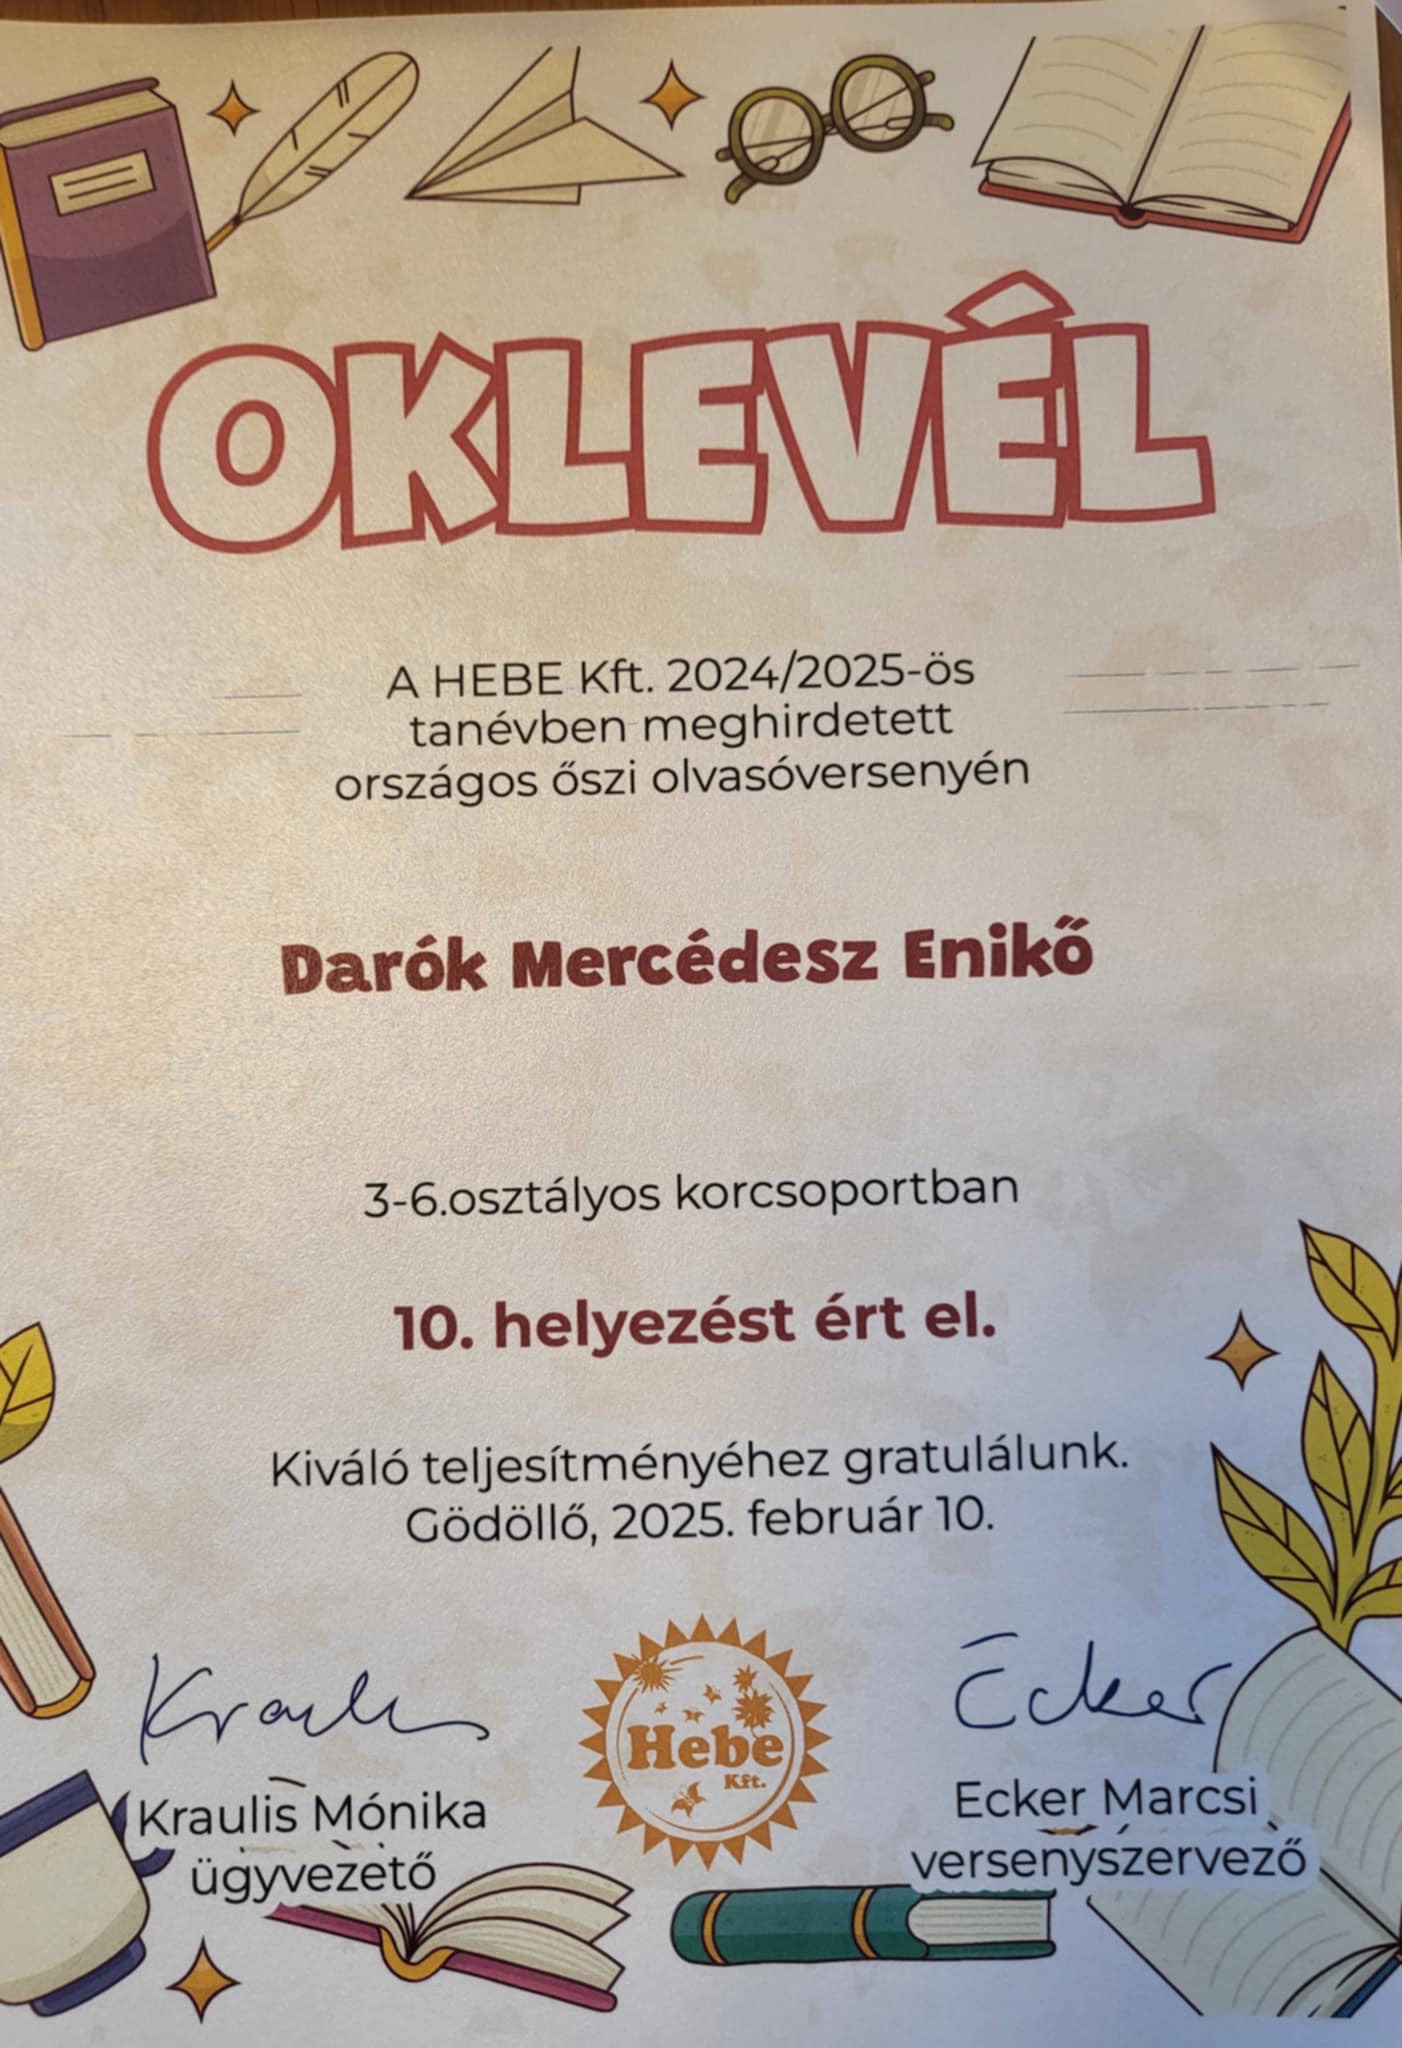 OKLEVÉL
A HEBE Kft. 2024/2025-ös
tanévben meghirdetett
országos őszi olvasóversenyén
Darók Mercédesz Enikő
3-6.osztályos korcsoportban
10. helyezést ért el.
Kiváló teljesítményéhez gratulálunk.
Gödöllő, 2025. február 10.
Kraulis
Kraulis Mónika
ügyvezető
Hebe
Kft.
Ecker
Ecker Marcsi
versenyszervező